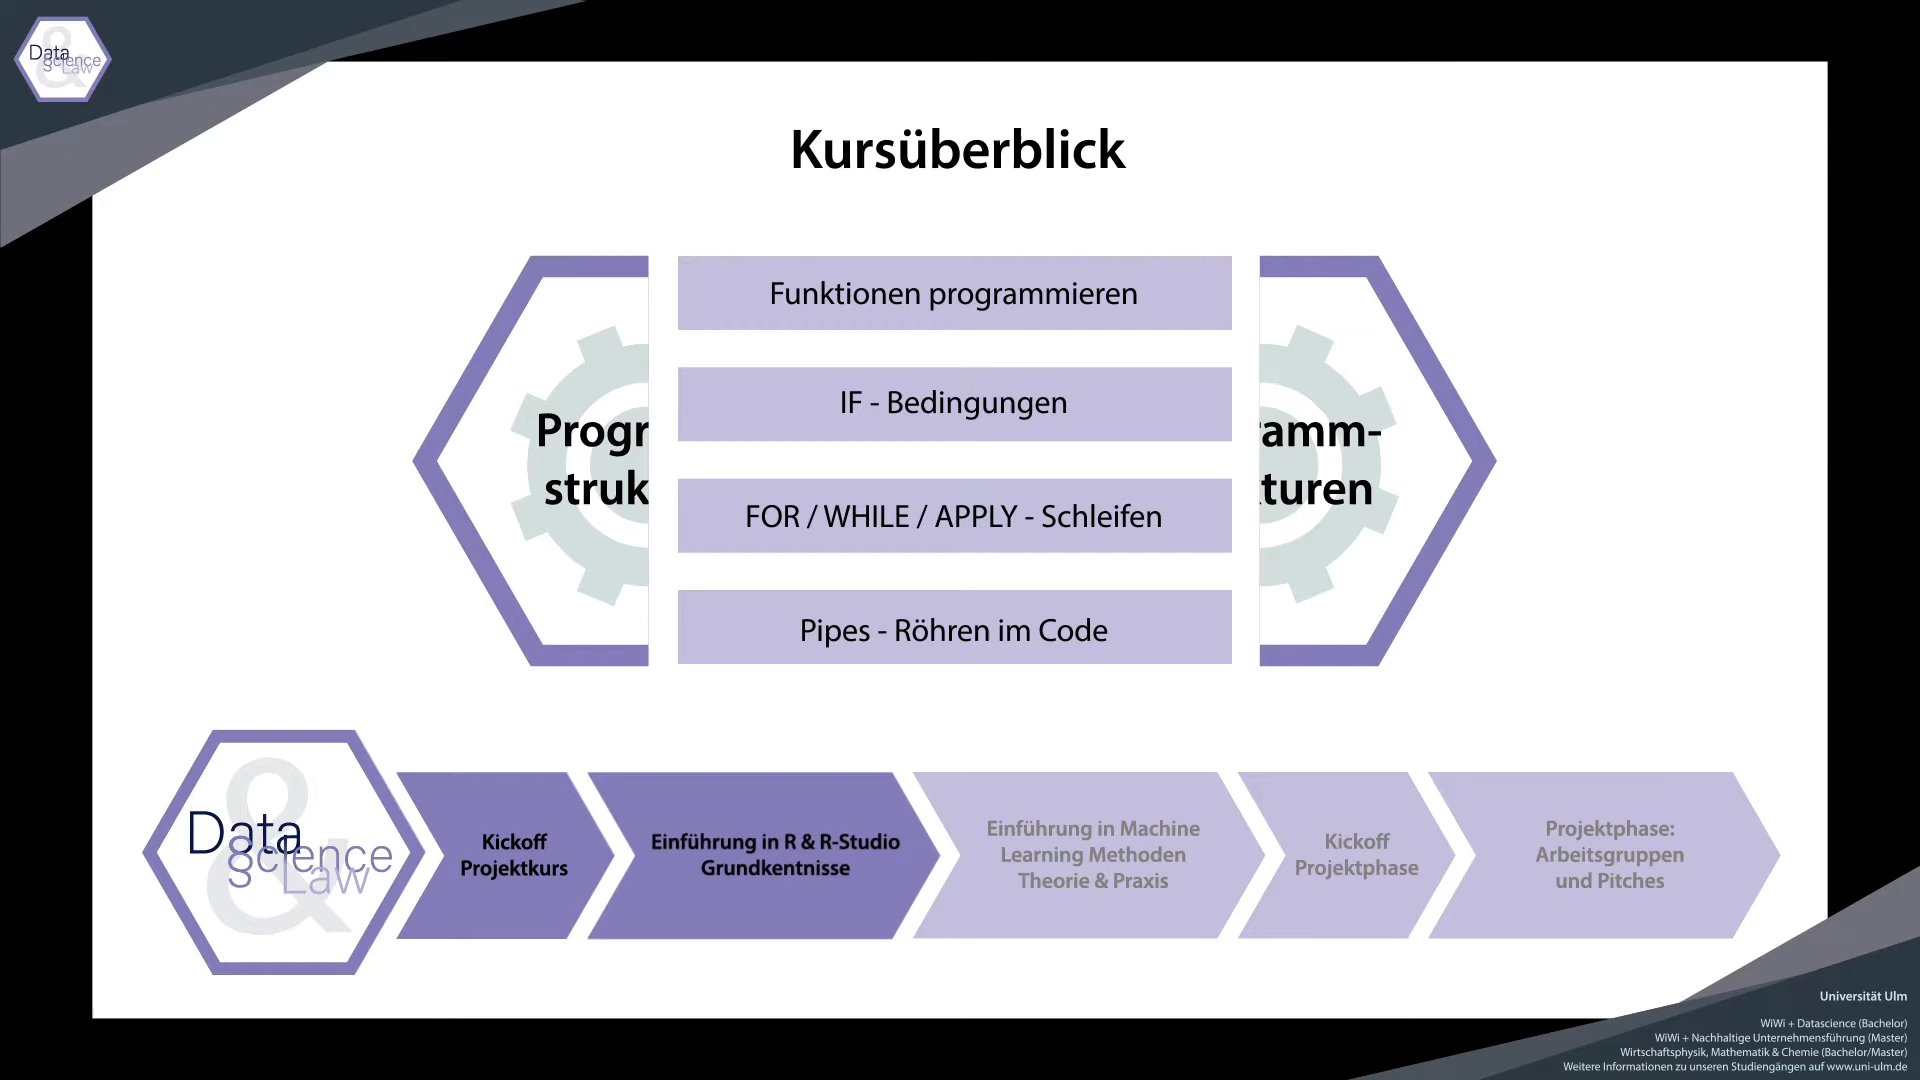 Data
Science
& Law
Kursüberblick
Funktionen programmieren
IF - Bedingungen
FOR / WHILE / APPLY - Schleifen
Pipes - Röhren im Code
Progr
struk
ramm-
turen
Data
Science
& Law
Kickoff
Projektkurs
Einführung in R & R-Studio
Grundkentnisse
Einführung in Machine
Learning Methoden
Theorie & Praxis
Kickoff
Projektphase
Projektphase:
Arbeitsgruppen
und Pitches
Universität Ulm
WiWi + Datascience (Bachelor)
WiWi + Nachhaltige Unternehmensführung (Master)
Wirtschaftsphysik, Mathematik & Chemie (Bachelor/Master)
Weitere Informationen zu unseren Studiengängen auf www.uni-ulm.de